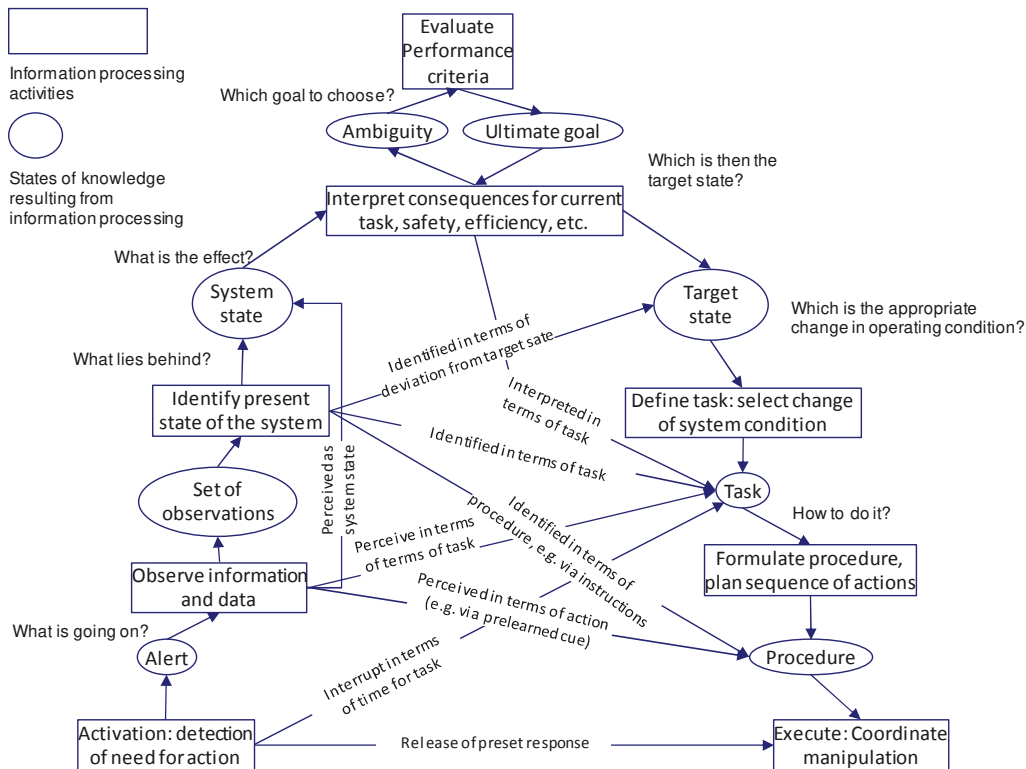 Evaluate
Performance
criteria
Information processing
activities
Which goal to choose?
Ambiguity
Ultimate goal
Which is then the
target state?
States of knowledge
resulting from
information processing
Interpret consequences for current
task, safety, efficiency, etc.
What is the effect?
System
state
Target
state
Which is the appropriate
change in operating condition?
What lies behind?
Identified in terms of
deviation from target sate
Identify present
state of the system
Interpreted in
terms of task
Define task: select change
of system condition
Identified in terms of task
Perceived as
system state
Set of
observations
Task
Identified in terms of
procedure, e.g. via instructions
How to do it?
Perceive in terms
of terms of task
Formulate procedure,
plan sequence of actions
Observe information
and data
Perceived in terms of action
(e.g. via prelearned cue)
What is going on?
Alert
Procedure
Interrupt in terms
of time for task
Activation: detection
of need for action
Release of preset response
Execute: Coordinate
manipulation